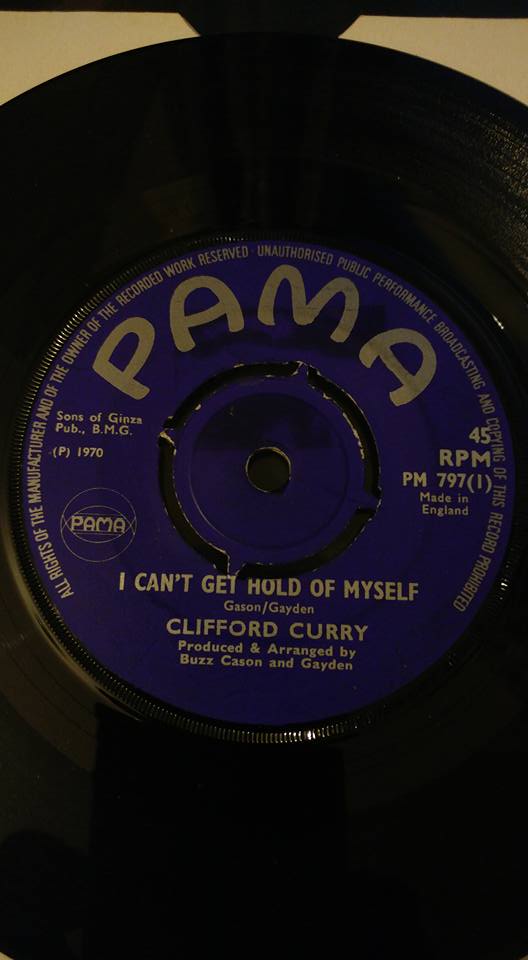 ALL RIGHTS OF THE MANUFACTURER AND OF THE OWNER OF THE RECORDED WORK RESERVED · UNAUTHORISED PUBLIC PERFORMANCE BROADCASTING AND COPYING OF THIS RECORD PROHIBITED
PAMA
Sons of Ginza
Pub., B.M.G.
(P) 1970
45
RPM
PM 797(1)
Made in
England
PAMA
I CAN'T GET HOLD OF MYSELF
Gason/Gayden
CLIFFORD CURRY
Produced & Arranged by
Buzz Cason and Gayden